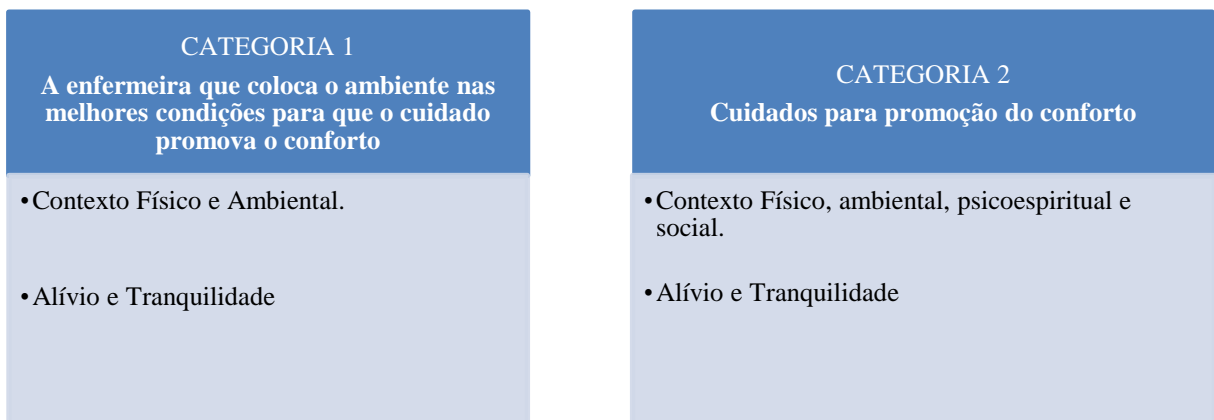 CATEGORIA 1
A enfermeira que coloca o ambiente nas
melhores condições para que o cuidado
promova o conforto
•Contexto Físico e Ambiental.
•Alívio e Tranquilidade
CATEGORIA 2
Cuidados para promoção do conforto
•Contexto Físico, ambiental, psicoespiritual e
social.
•Alívio e Tranquilidade